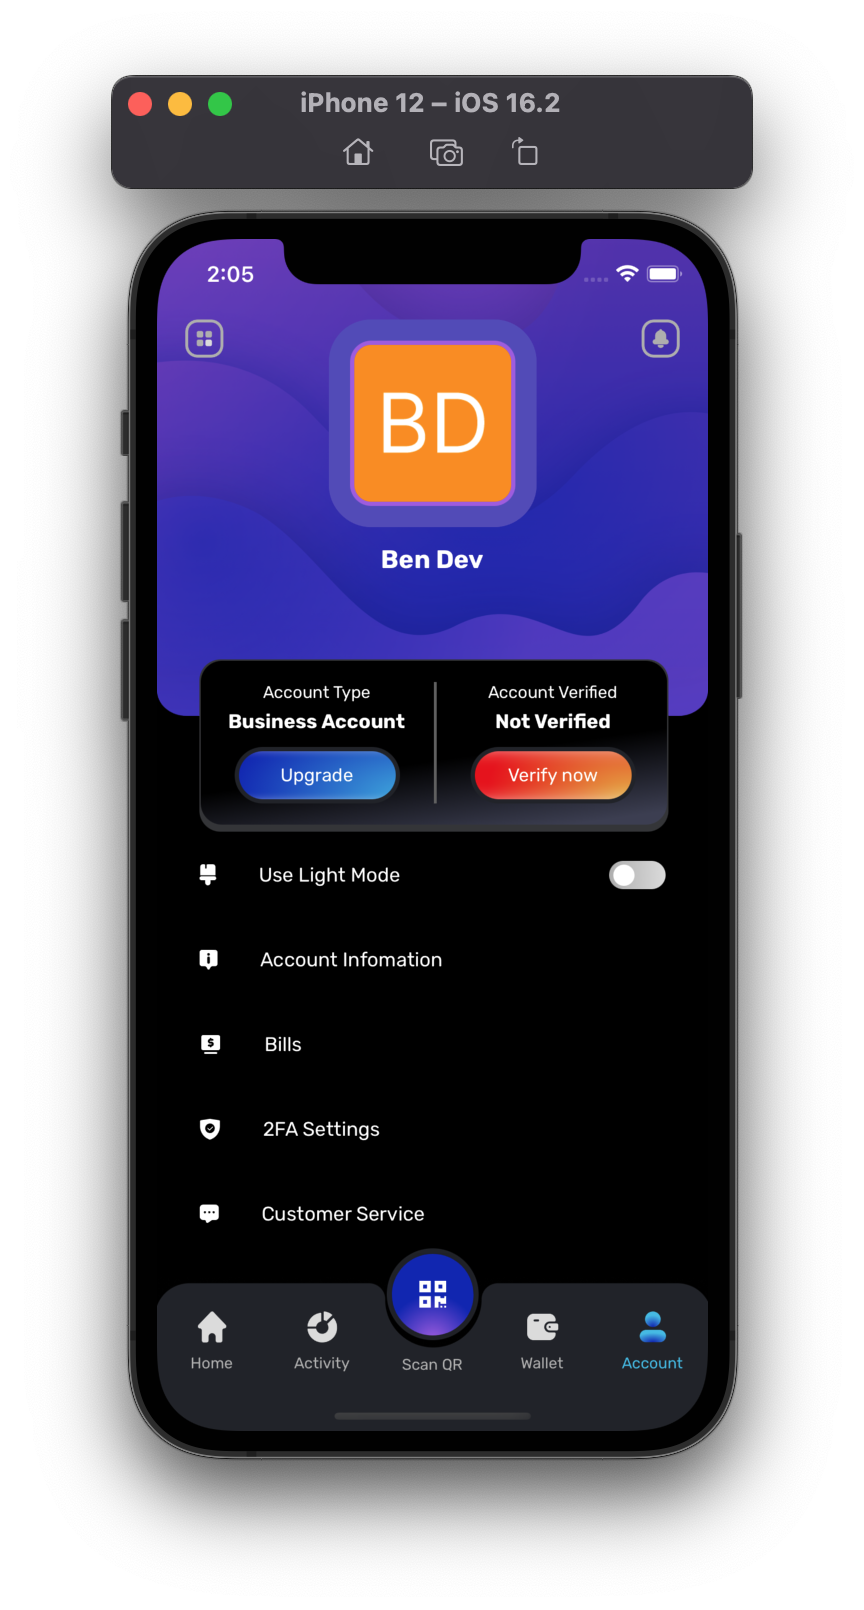 iPhone 12 – iOS 16.2
2:05
BD
Ben Dev
Account Type
Business Account
Upgrade
Account Verified
Not Verified
Verify now
Use Light Mode
Account Infomation
Bills
2FA Settings
Customer Service
Home
Activity
Scan QR
Wallet
Account